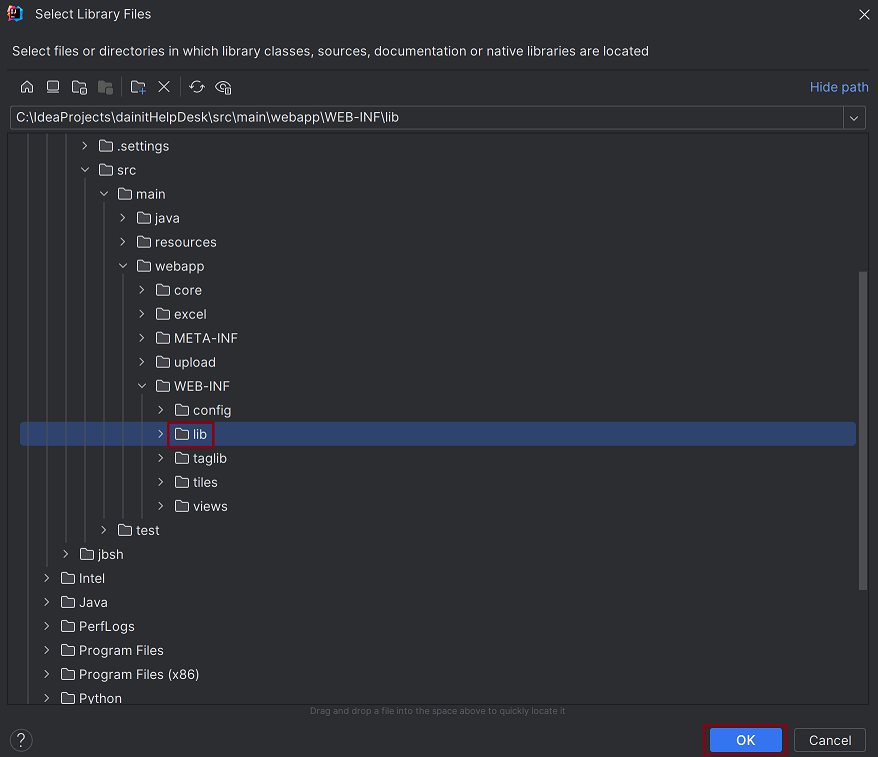 Select Library Files
Select files or directories in which library classes, sources, documentation or native libraries are located
Hide path
C:\IdeaProjects\dainitHelpDesk\src\main\webapp\WEB-INF\lib
.settings
src
main
java
resources
webapp
core
excel
META-INF
upload
WEB-INF
config
lib
taglib
tiles
views
test
jbsh
Intel
Java
PerfLogs
Program Files
Program Files (x86)
Python
Drag and drop a file into the space above to quickly locate it
?
OK
Cancel